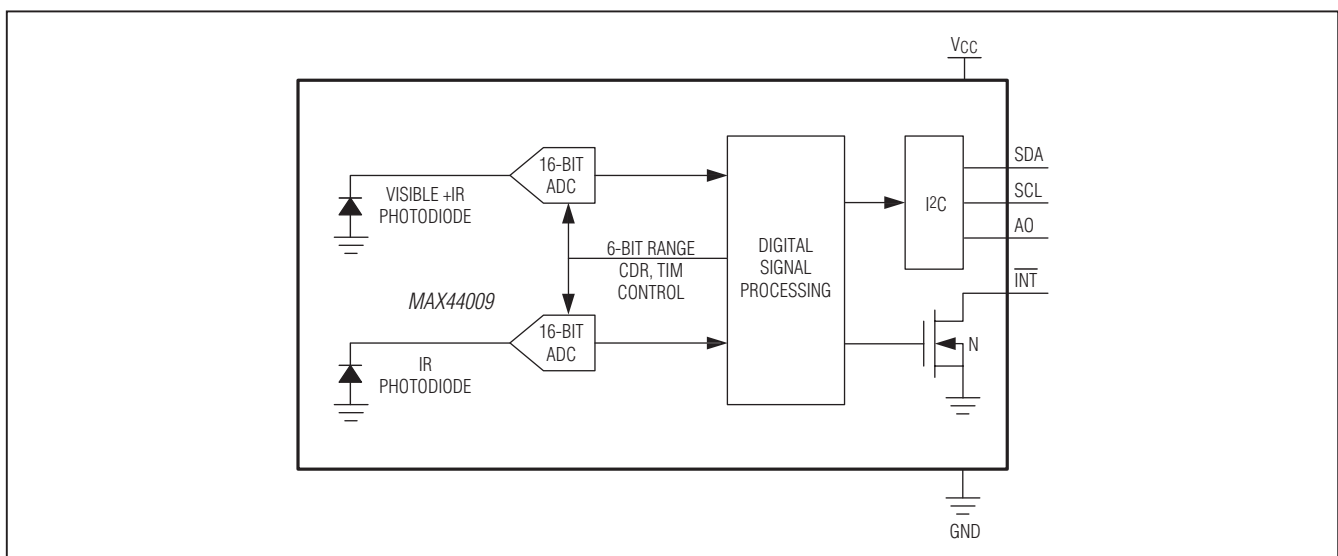 VCC
VISIBLE +IR
PHOTODIODE
16-BIT
ADC
6-BIT RANGE
CDR, TIM
CONTROL
MAX44009
IR
PHOTODIODE
16-BIT
ADC
DIGITAL
SIGNAL
PROCESSING
I2C
SDA
SCL
A0
INT
N
GND